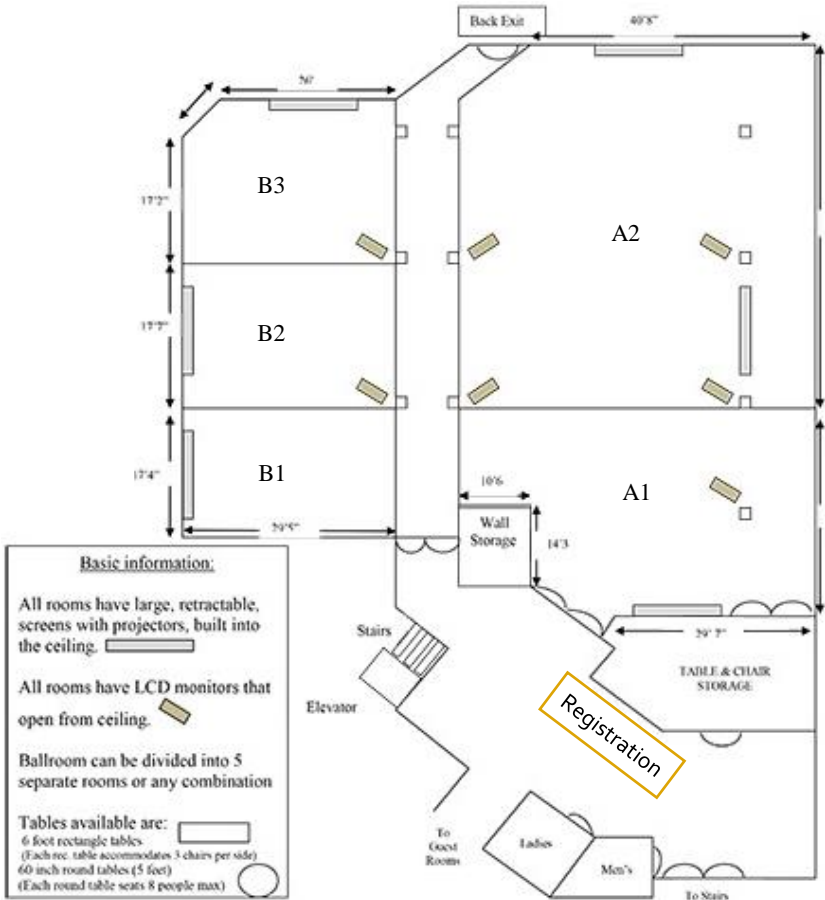 Back Exit
40'8"
B3
17'2"
A2
B2
17'7"
B1
17'4"
A1
10'6
Wall
Storage
14'3
29'5"
Basic information:
All rooms have large, retractable,
screens with projectors, built into
the ceiling.
All rooms have LCD monitors that
open from ceiling.
Ballroom can be divided into 5
separate rooms or any combination
Tables available are:
6 foot rectangle tables
(Each rec. table accommodates 3 chairs per side)
60 inch round tables (5 feet)
(Each round table seats 8 people max)
Stairs
Elevator
29' 7"
TABLE & CHAIR
STORAGE
Registration
To
Guest
Rooms
Ladies
Men's
To Stairs